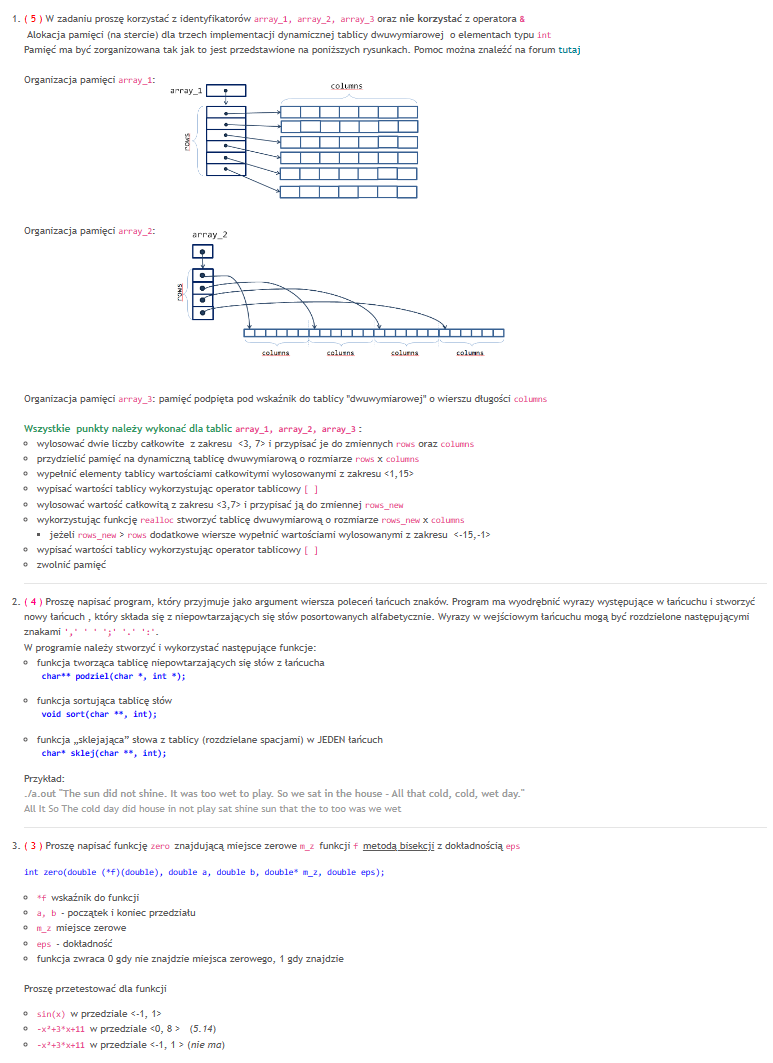 1. ( 5 ) W zadaniu proszę korzystać z identyfikatorów array_1, array_2, array_3 oraz nie korzystać z operatora &
Alokacja pamięci (na stercie) dla trzech implementacji dynamicznej tablicy dwuwymiarowej o elementach typu int
Pamięć ma być zorganizowana tak jak to jest przedstawione na poniższych rysunkach. Pomoc można znaleźć na forum tutaj
Organizacja pamięci array_1:
array_1
columns
rows
Organizacja pamięci array_2:
array_2
rows
columns columns columns columns
Organizacja pamięci array_3: pamięć podpięta pod wskaźnik do tablicy "dwuwymiarowej" o wierszu długości columns
Wszystkie punkty należy wykonać dla tablic array_1, array_2, array_3 :
wylosować dwie liczby całkowite z zakresu <3, 7> i przypisać je do zmiennych rows oraz columns
przydzielić pamięć na dynamiczną tablicę dwuwymiarową o rozmiarze rows x columns
wypełnić elementy tablicy wartościami całkowitymi wylosowanymi z zakresu <1,15>
wypisać wartości tablicy wykorzystując operator tablicowy [ ]
wylosować wartość całkowitą z zakresu <3,7> i przypisać ją do zmiennej rows_new
wykorzystując funkcję realloc stworzyć tablicę dwuwymiarową o rozmiarze rows_new x columns
jeżeli rows_new > rows dodatkowe wiersze wypełnić wartościami wylosowanymi z zakresu <-15,-1>
wypisać wartości tablicy wykorzystując operator tablicowy [ ]
zwolnić pamięć
2. ( 4 ) Proszę napisać program, który przyjmuje jako argument wiersza poleceń łańcuch znaków. Program ma wyodrębnić wyrazy występujące w łańcuchu i stworzyć
nowy łańcuch , który składa się z niepowtarzających się słów posortowanych alfabetycznie. Wyrazy w wejściowym łańcuchu mogą być rozdzielone następującymi
znakami ',' ' ' ';' '.' ':'.
W programie należy stworzyć i wykorzystać następujące funkcje:
funkcja tworząca tablicę niepowtarzających się słów z łańcucha
char** podziel(char *, int *);
funkcja sortująca tablicę słów
void sort(char **, int);
funkcja „sklejająca” słowa z tablicy (rozdzielane spacjami) w JEDEN łańcuch
char* sklej(char **, int);
Przykład:
./a.out "The sun did not shine. It was too wet to play. So we sat in the house - All that cold, cold, wet day."
All It So The cold day did house in not play sat shine sun that the to too was we wet
3. ( 3 ) Proszę napisać funkcję zero znajdującą miejsce zerowe m_z funkcji f metodą bisekcji z dokładnością eps
int zero(double (*f)(double), double a, double b, double* m_z, double eps);
*f wskaźnik do funkcji
a, b - początek i koniec przedziału
m_z miejsce zerowe
eps - dokładność
funkcja zwraca 0 gdy nie znajdzie miejsca zerowego, 1 gdy znajdzie
Proszę przetestować dla funkcji
sin(x) w przedziale <-1, 1>
-x²+3*x+11 w przedziale <0, 8 > (5.14)
-x²+3*x+11 w przedziale <-1, 1 > (nie ma)